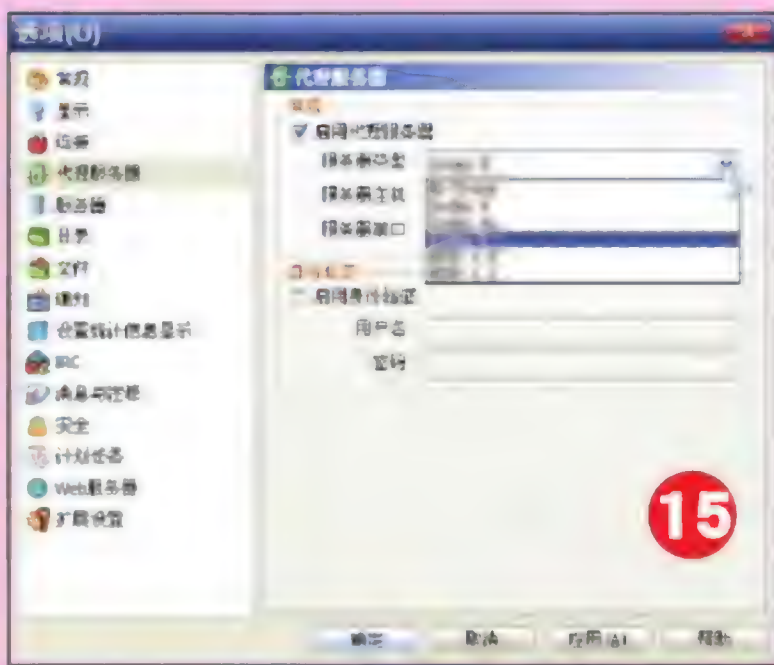 选项(O)
常规
显示
连接
代理服务器
服务器
目录
文件
通知
设置统计信息显示
IRC
消息与注释
安全
计划任务
Web服务器
扩展设置
代理服务器
常规
启用代理服务器
服务器类型
服务器主机
服务器端口
启用身份验证
用户名
密码
15
确定
取消
应用(A)
帮助